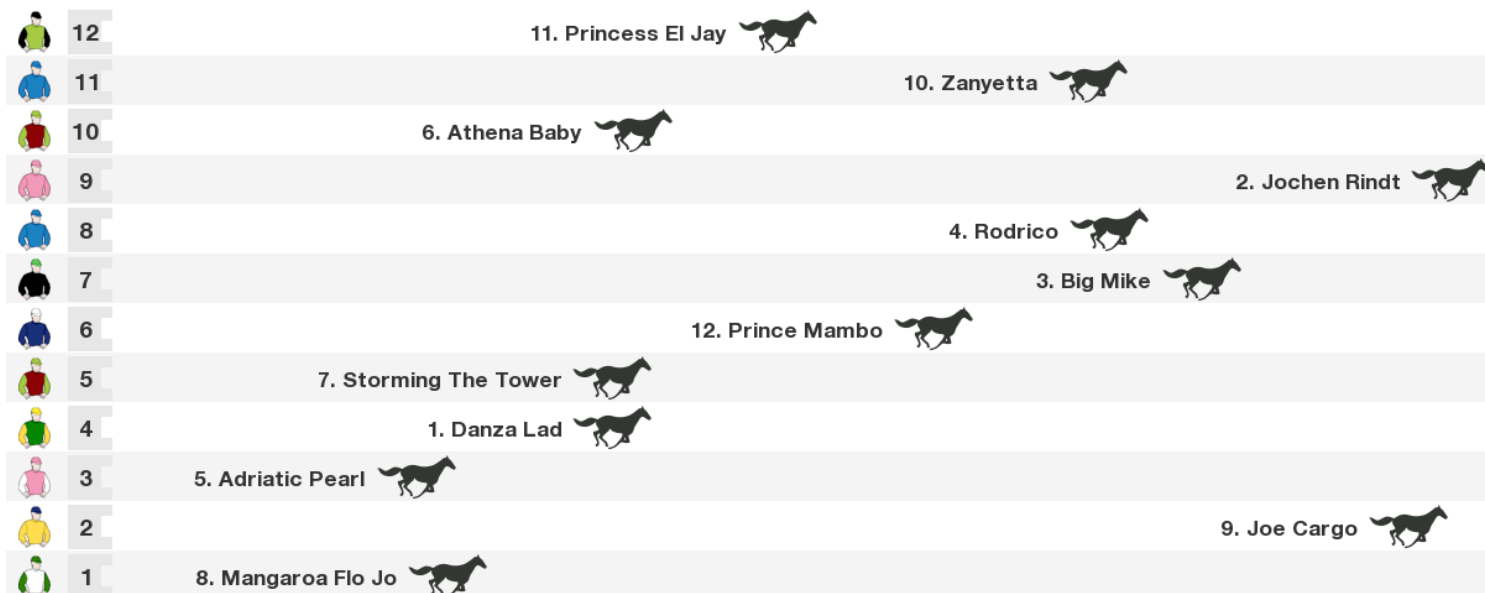 12 11. Princess El Jay
11 10. Zanyetta
10 6. Athena Baby
9 2. Jochen Rindt
8 4. Rodrico
7 3. Big Mike
6 12. Prince Mambo
5 7. Storming The Tower
4 1. Danza Lad
3 5. Adriatic Pearl
2 9. Joe Cargo
1 8. Mangaroa Flo Jo